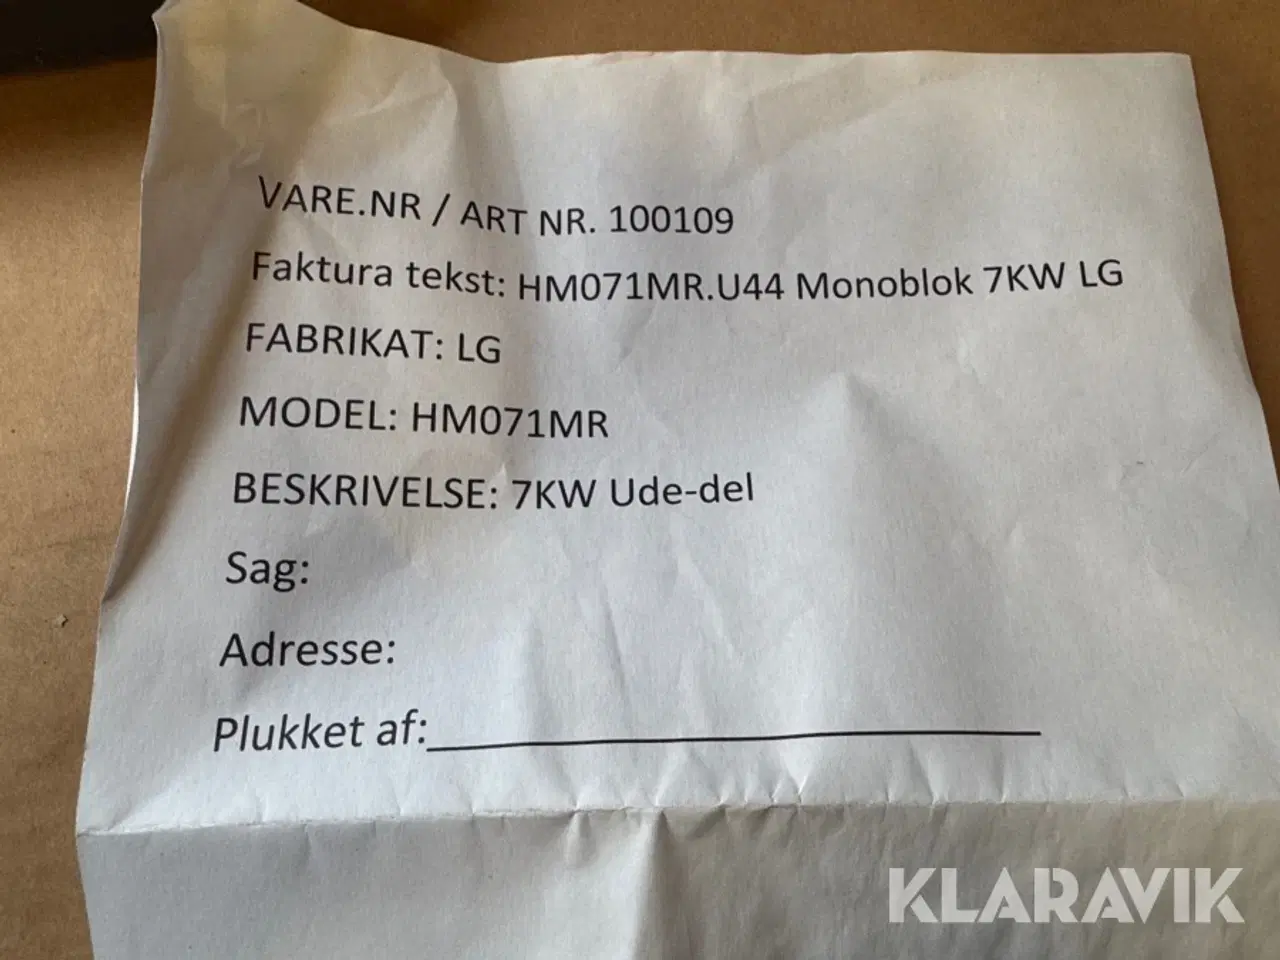 VARE.NR / ART NR. 100109
Faktura tekst: HM071MR.U44 Monoblok 7KW LG
FABRIKAT: LG
MODEL: HM071MR
BESKRIVELSE: 7KW Ude-del
Sag:
Adresse:
Plukket af:
KLARAVIK